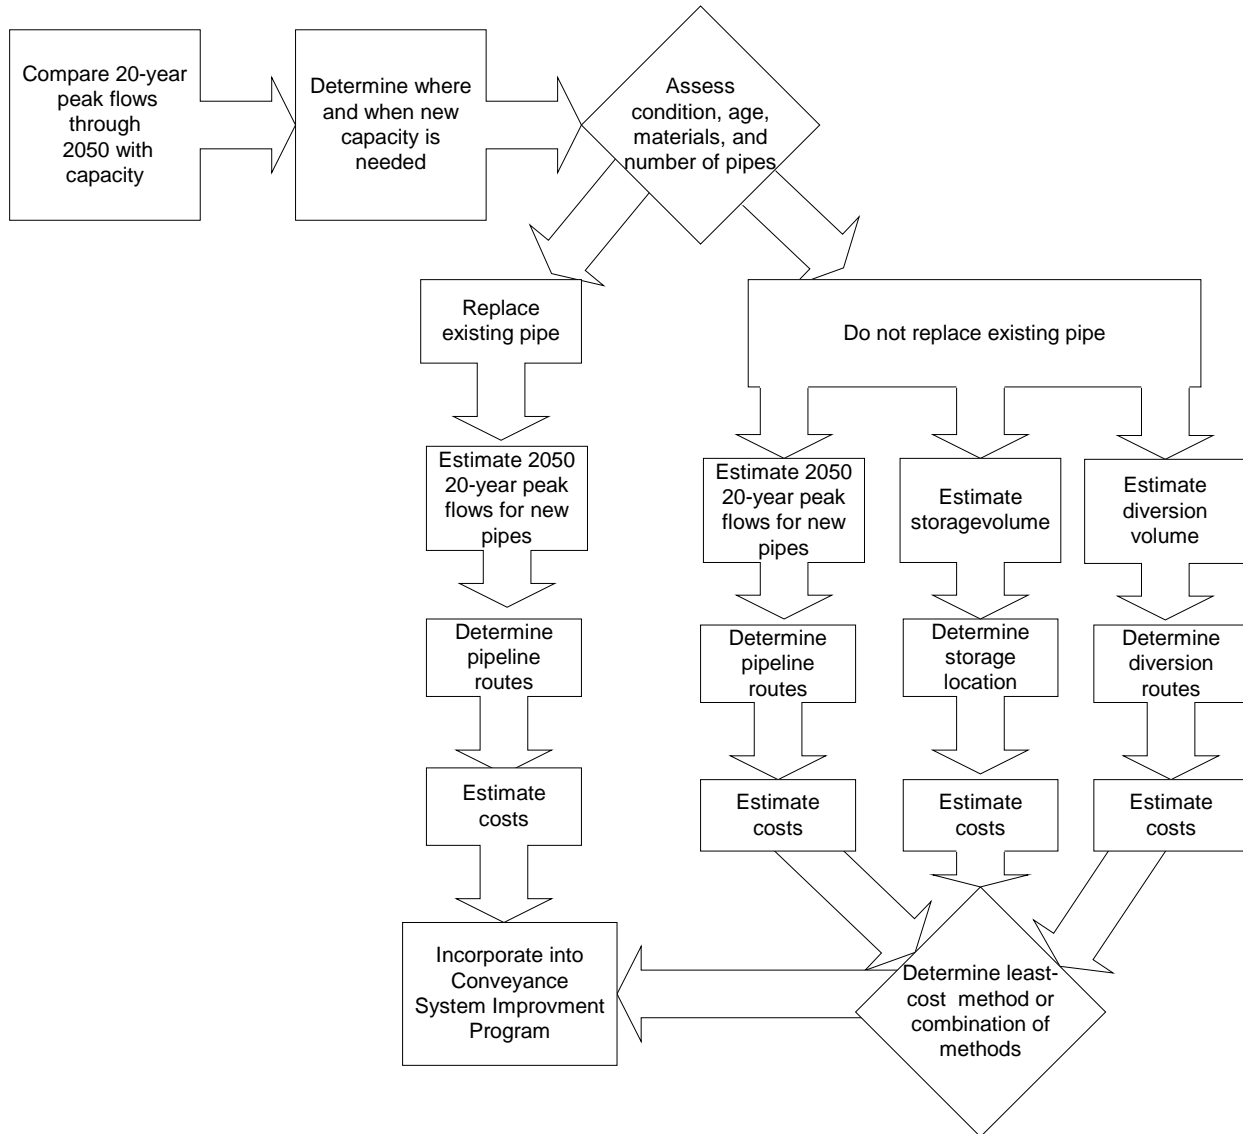 Compare 20-year
peak flows
through
2050 with
capacity
Determine where
and when new
capacity is
needed
Assess
condition, age,
materials, and
number of pipes
Replace
existing pipe
Do not replace existing pipe
Estimate 2050
20-year peak
flows for new
pipes
Estimate 2050
20-year peak
flows for new
pipes
Estimate
storagevolume
Estimate
diversion
volume
Determine
pipeline
routes
Determine
pipeline
routes
Determine
storage
location
Determine
diversion
routes
Estimate
costs
Estimate
costs
Estimate
costs
Estimate
costs
Incorporate into
Conveyance
System Improvment
Program
Determine least-
cost  method or
combination of
methods